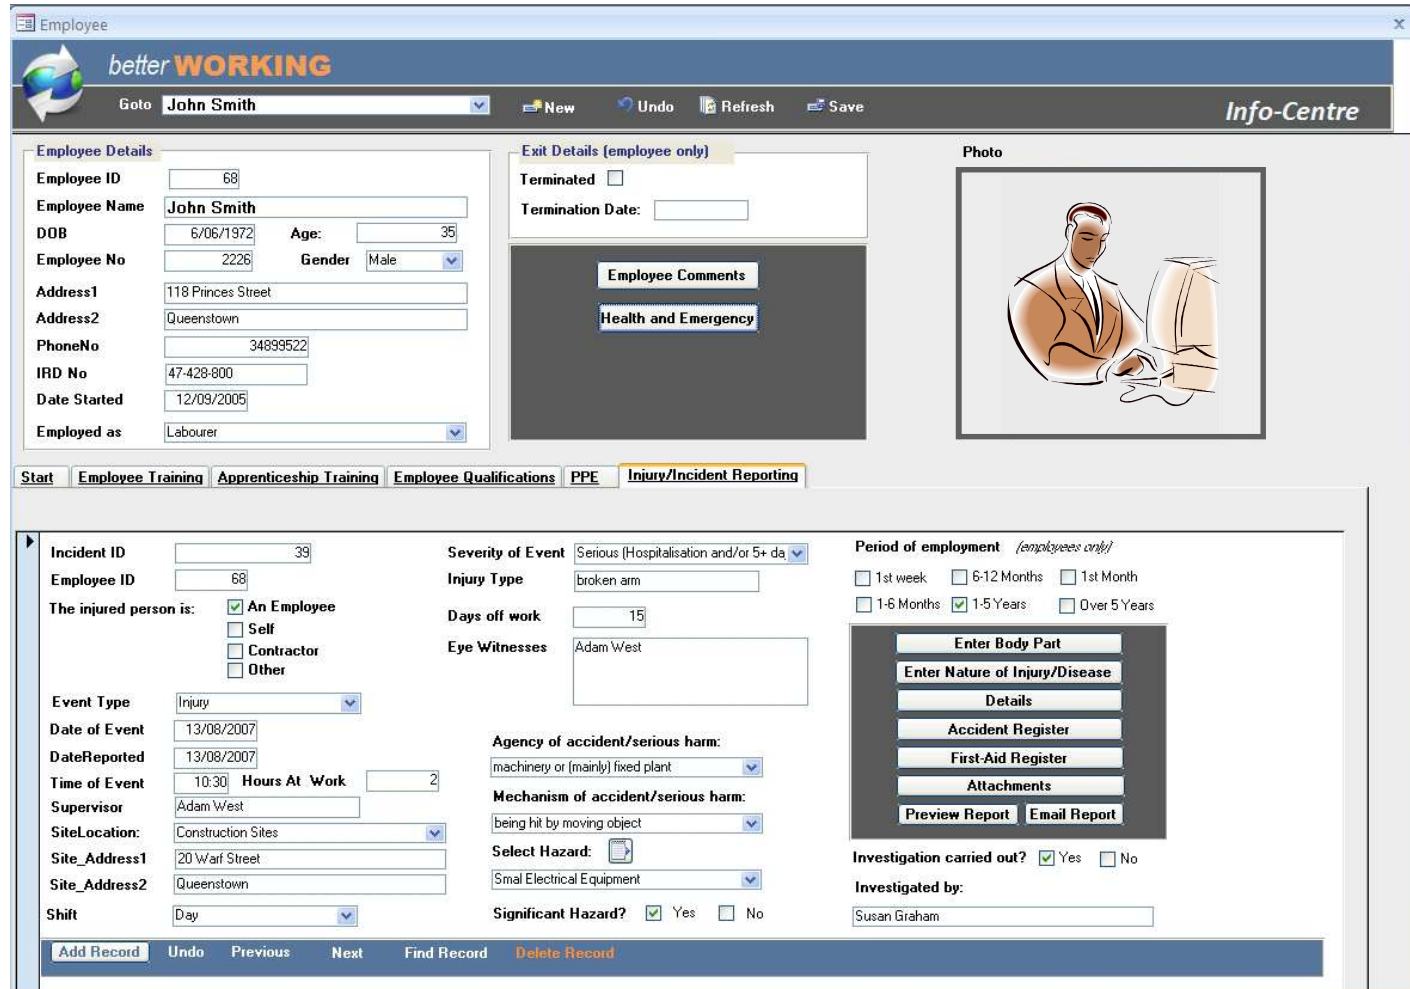 Employee
x
better WORKING
Goto John Smith New Undo Refresh Save Info-Centre
Employee Details
Employee ID 68
Employee Name John Smith
DOB 6/06/1972 Age: 35
Employee No 2226 Gender Male
Address1 118 Princes Street
Address2 Queenstown
PhoneNo 34899522
IRD No 47-428-800
Date Started 12/09/2005
Employed as Labourer
Exit Details (employee only)
Terminated
Termination Date:
Employee Comments
Health and Emergency
Photo
Start Employee Training Apprenticeship Training Employee Qualifications PPE Injury/Incident Reporting
Incident ID 39
Employee ID 68
The injured person is: An Employee
Self
Contractor
Other
Event Type Injury
Date of Event 13/08/2007
DateReported 13/08/2007
Time of Event 10:30 Hours At Work 2
Supervisor Adam West
SiteLocation: Construction Sites
Site_Address1 20 Warf Street
Site_Address2 Queenstown
Shift Day
Severity of Event Serious (Hospitalisation and/or 5+ da
Injury Type broken arm
Days off work 15
Eye Witnesses Adam West
Agency of accident/serious harm:
machinery or (mainly) fixed plant
Mechanism of accident/serious harm:
being hit by moving object
Select Hazard:
Smal Electrical Equipment
Significant Hazard? Yes No
Period of employment (employees only)
1st week 6-12 Months 1st Month
1-6 Months 1-5 Years Over 5 Years
Enter Body Part
Enter Nature of Injury/Disease
Details
Accident Register
First-Aid Register
Attachments
Preview Report Email Report
Investigation carried out? Yes No
Investigated by:
Susan Graham
Add Record Undo Previous Next Find Record Delete Record